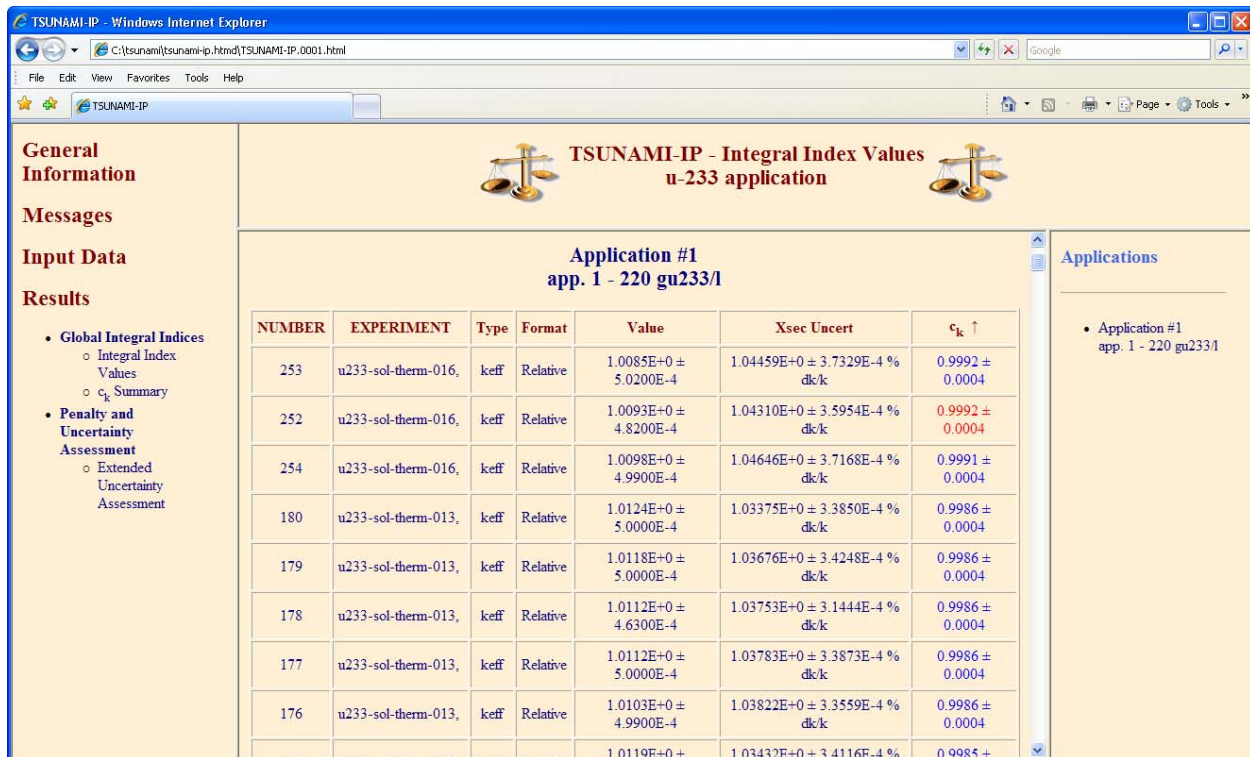 TSUNAMI-IP - Windows Internet Explorer
C:\tsunami\tsunami-ip.htmd\TSUNAMI-IP.0001.html
Google
File Edit View Favorites Tools Help
TSUNAMI-IP
Page Tools
General
Information
Messages
Input Data
Results
• Global Integral Indices
o Integral Index
Values
o ck Summary
• Penalty and
Uncertainty
Assessment
o Extended
Uncertainty
Assessment
TSUNAMI-IP - Integral Index Values
u-233 application
Application #1
app. 1 - 220 gu233/l
NUMBER EXPERIMENT Type Format Value Xsec Uncert ck ↑
253 u233-sol-therm-016, keff Relative 1.0085E+0 ± 5.0200E-4 1.04459E+0 ± 3.7329E-4 % dk/k 0.9992 ± 0.0004
252 u233-sol-therm-016, keff Relative 1.0093E+0 ± 4.8200E-4 1.04310E+0 ± 3.5954E-4 % dk/k 0.9992 ± 0.0004
254 u233-sol-therm-016, keff Relative 1.0098E+0 ± 4.9900E-4 1.04646E+0 ± 3.7168E-4 % dk/k 0.9991 ± 0.0004
180 u233-sol-therm-013, keff Relative 1.0124E+0 ± 5.0000E-4 1.03375E+0 ± 3.3850E-4 % dk/k 0.9986 ± 0.0004
179 u233-sol-therm-013, keff Relative 1.0118E+0 ± 5.0000E-4 1.03676E+0 ± 3.4248E-4 % dk/k 0.9986 ± 0.0004
178 u233-sol-therm-013, keff Relative 1.0112E+0 ± 4.6300E-4 1.03753E+0 ± 3.1444E-4 % dk/k 0.9986 ± 0.0004
177 u233-sol-therm-013, keff Relative 1.0112E+0 ± 5.0000E-4 1.03783E+0 ± 3.3873E-4 % dk/k 0.9986 ± 0.0004
176 u233-sol-therm-013, keff Relative 1.0103E+0 ± 4.9900E-4 1.03822E+0 ± 3.3559E-4 % dk/k 0.9986 ± 0.0004
1.0119E+0 ± 1.03432E+0 ± 3.4116E-4 % 0.9985 ±
Applications
• Application #1
app. 1 - 220 gu233/l